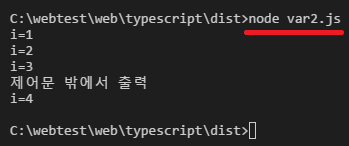 C:\webtest\web\typescript\dist>node var2.js
i=1
i=2
i=3
제어문 밖에서 출력
i=4
C:\webtest\web\typescript\dist>